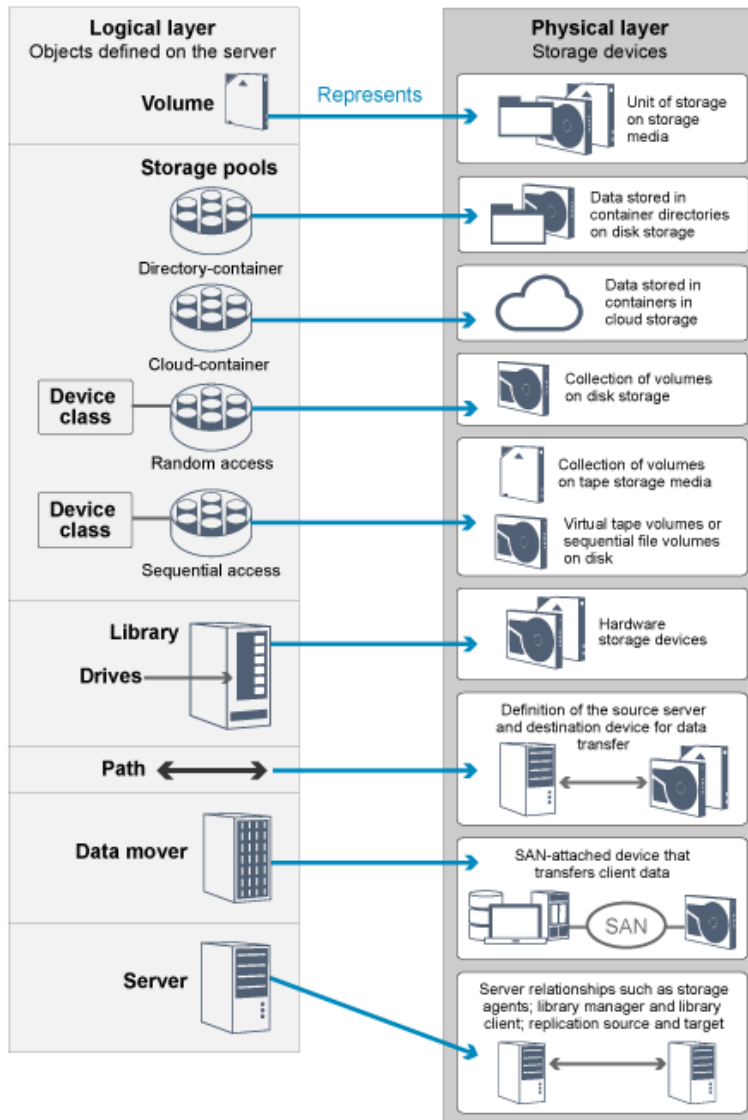 Logical layer
Objects defined on the server
Physical layer
Storage devices
Volume
Represents
Unit of storage
on storage
media
Storage pools
Directory-container
Data stored in
container directories
on disk storage
Cloud-container
Data stored in
containers in
cloud storage
Device
class
Random access
Collection of volumes
on disk storage
Device
class
Sequential access
Collection of volumes
on tape storage media
Virtual tape volumes or
sequential file volumes
on disk
Library
Drives
Hardware
storage devices
Path
Definition of the source server
and destination device for data
transfer
Data mover
SAN-attached device that
transfers client data
SAN
Server
Server relationships such as storage
agents; library manager and library
client; replication source and target